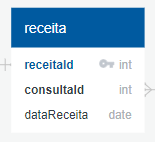 receita
receitaId int
consultaId int
dataReceita date